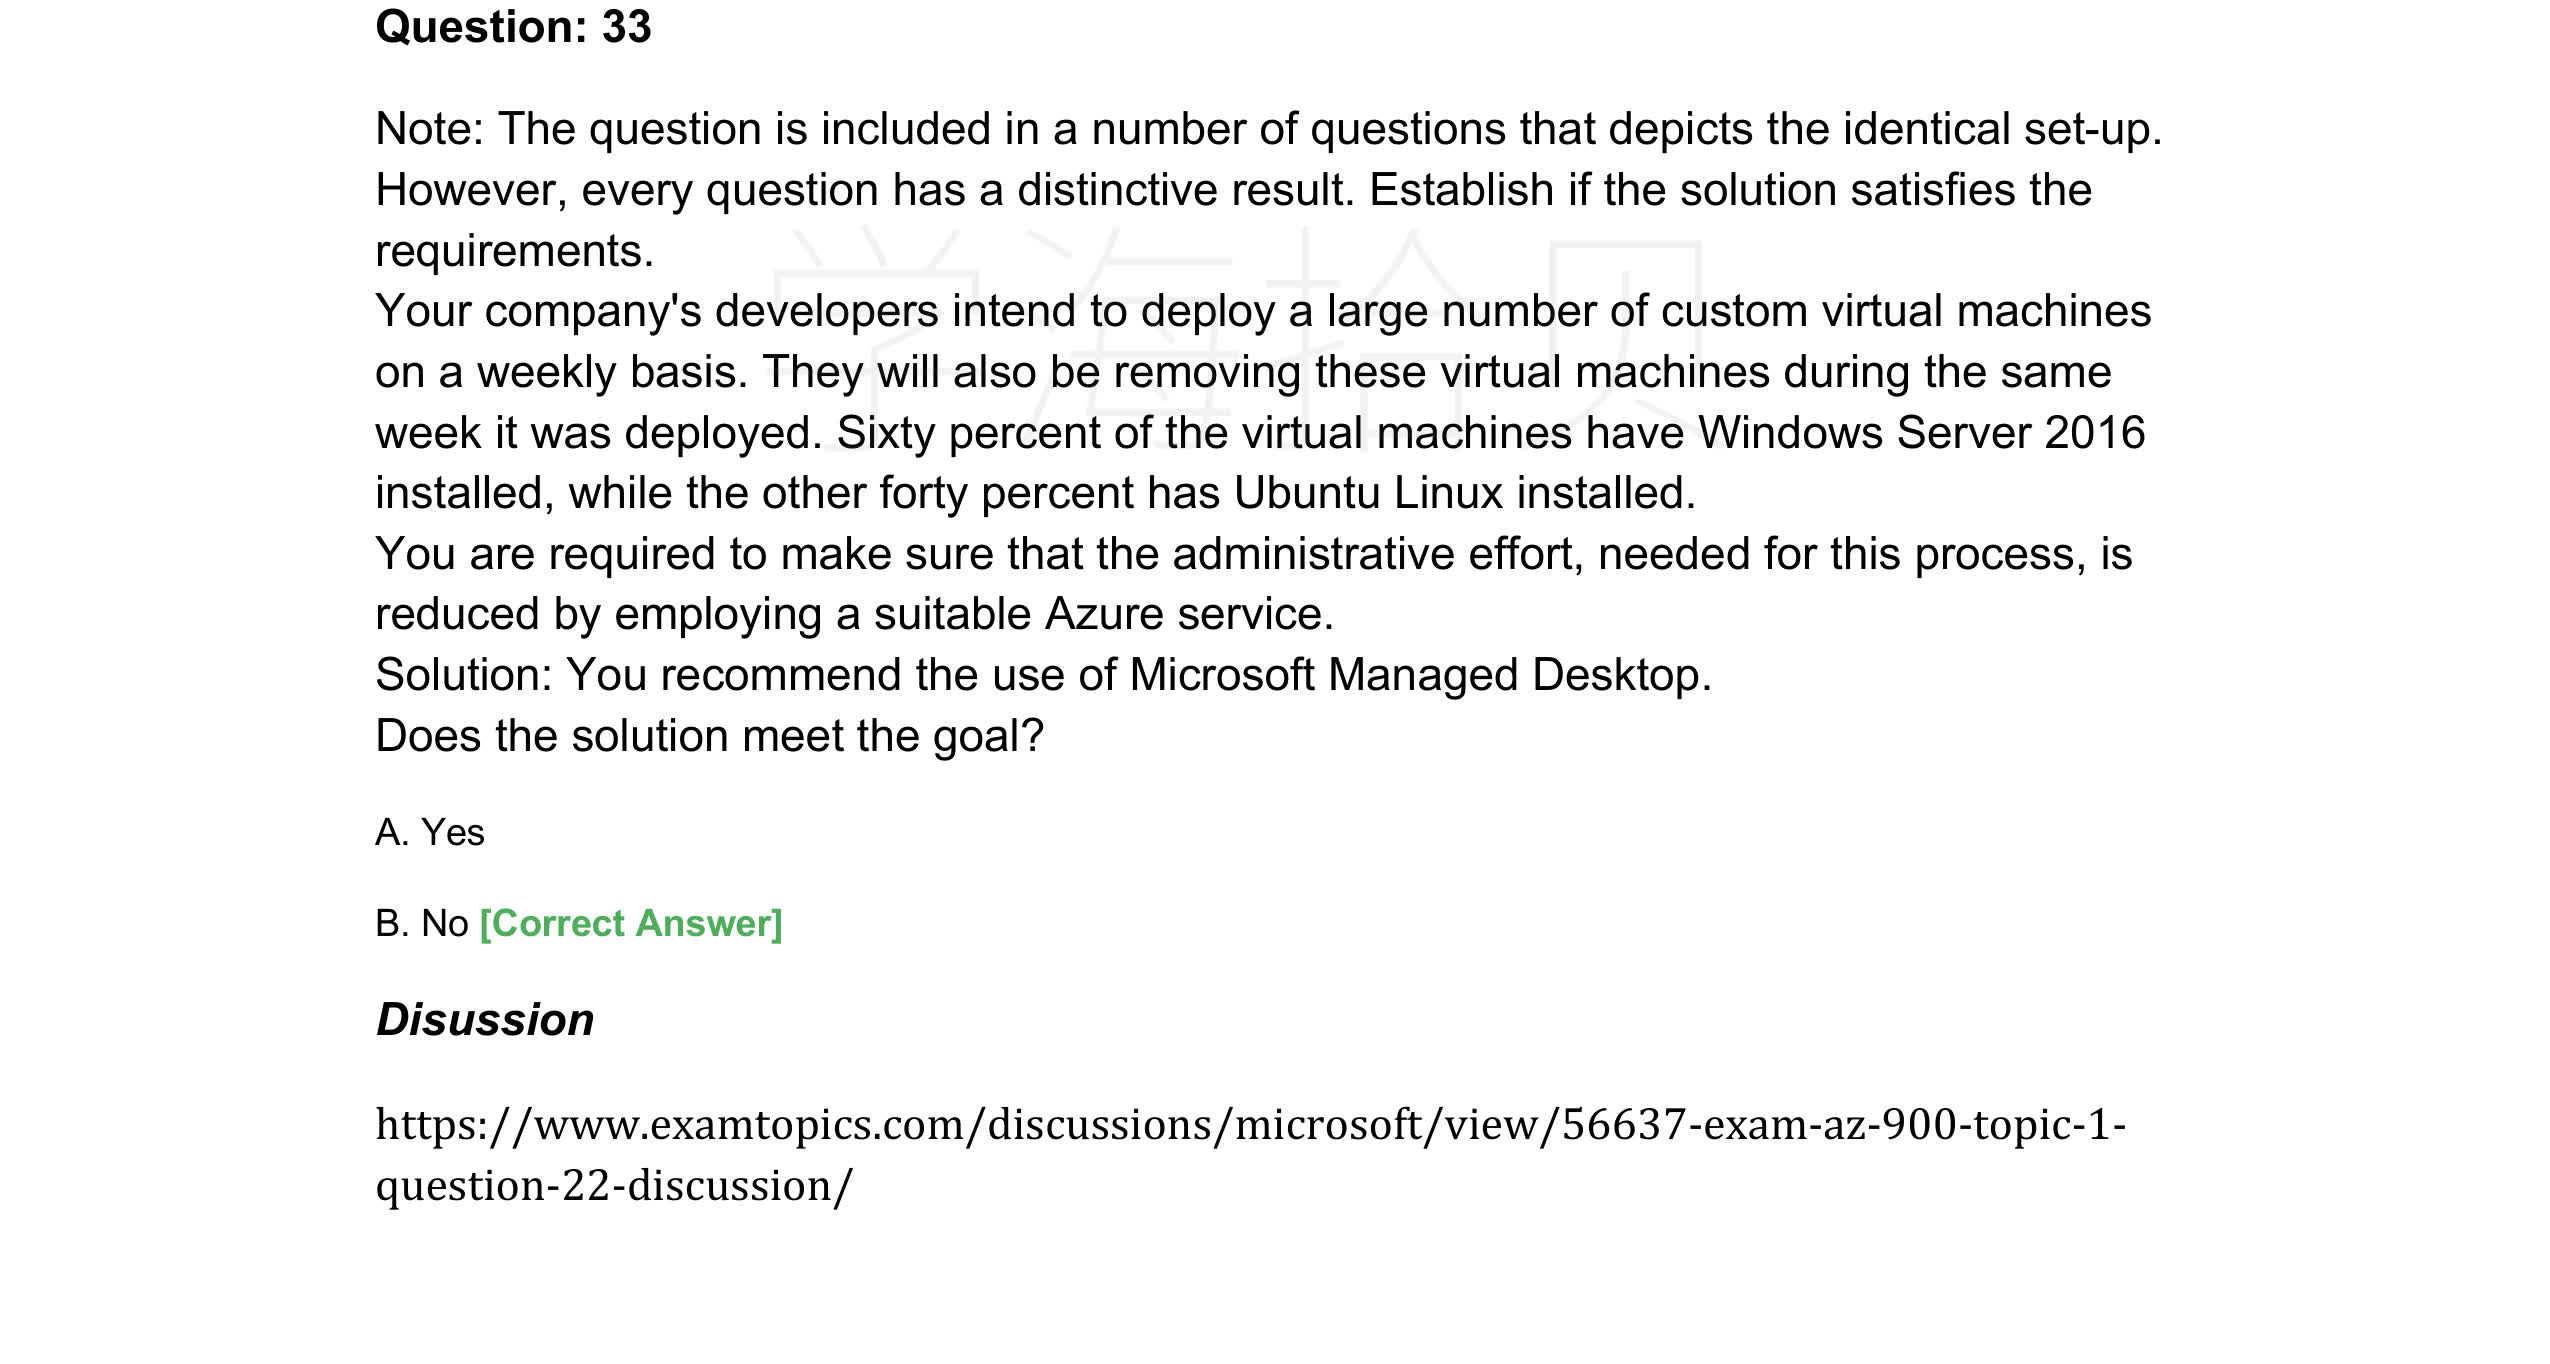 Question: 33
Note: The question is included in a number of questions that depicts the identical set-up.
However, every question has a distinctive result. Establish if the solution satisfies the
requirements.
学海拾贝
Your company's developers intend to deploy a large number of custom virtual machines
on a weekly basis. They will also be removing these virtual machines during the same
week it was deployed. Sixty percent of the virtual machines have Windows Server 2016
installed, while the other forty percent has Ubuntu Linux installed.
You are required to make sure that the administrative effort, needed for this process, is
reduced by employing a suitable Azure service.
Solution: You recommend the use of Microsoft Managed Desktop.
Does the solution meet the goal?
A. Yes
B. No [Correct Answer]
Disussion
https://www.examtopics.com/discussions/microsoft/view/56637-exam-az-900-topic-1-
question-22-discussion/